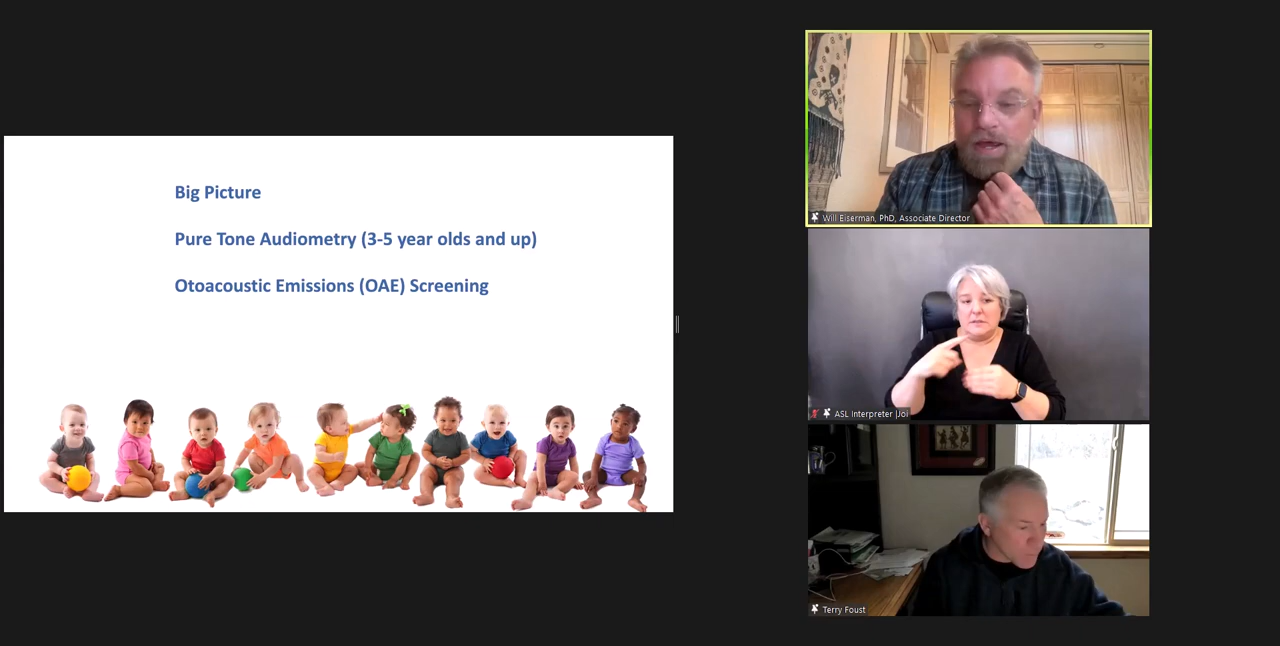 Big Picture
Pure Tone Audiometry (3-5 year olds and up)
Otoacoustic Emissions (OAE) Screening
Will Eiserman, PhD, Associate Director
ASL Interpreter |Joi
Terry Foust